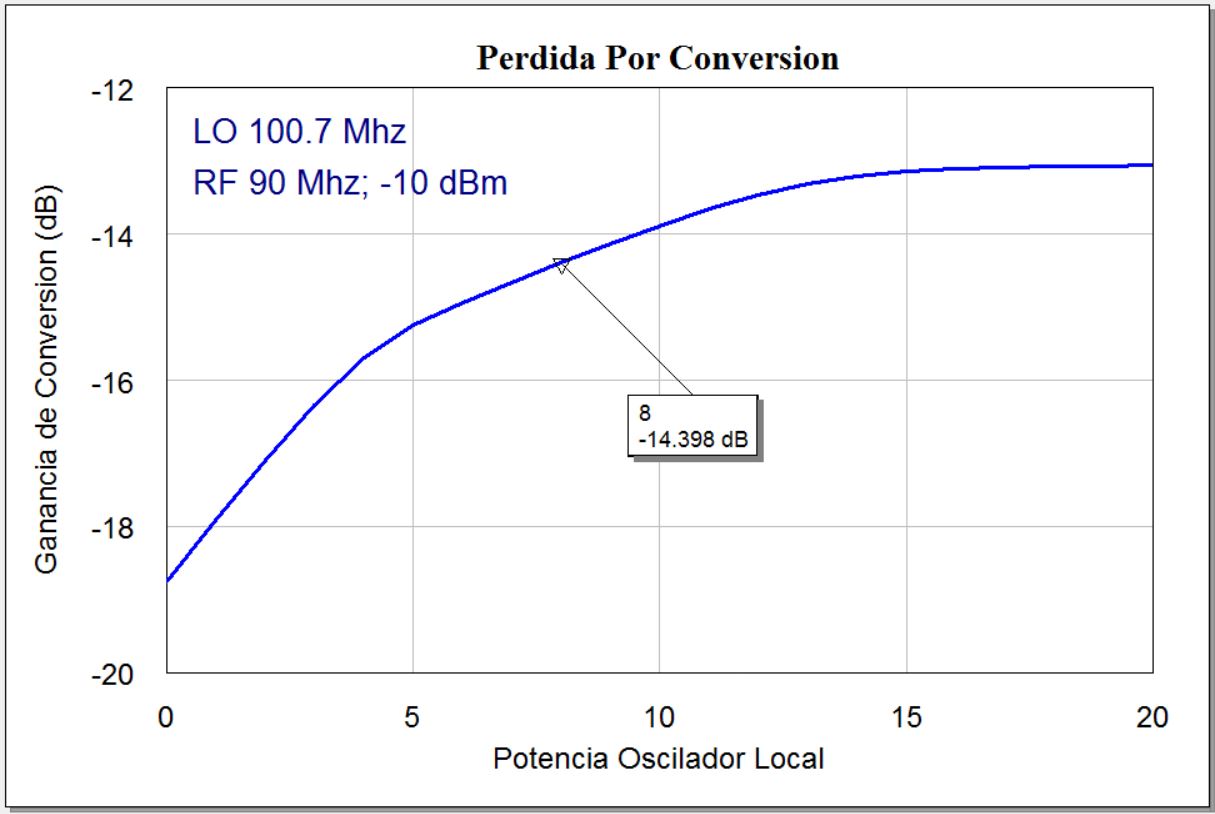 Perdida Por Conversion
-12
LO 100.7 Mhz
RF 90 Mhz; -10 dBm
-14
Ganancia de Conversion (dB)
-16
8
-14.398 dB
-18
-20
0
5
10
15
20
Potencia Oscilador Local